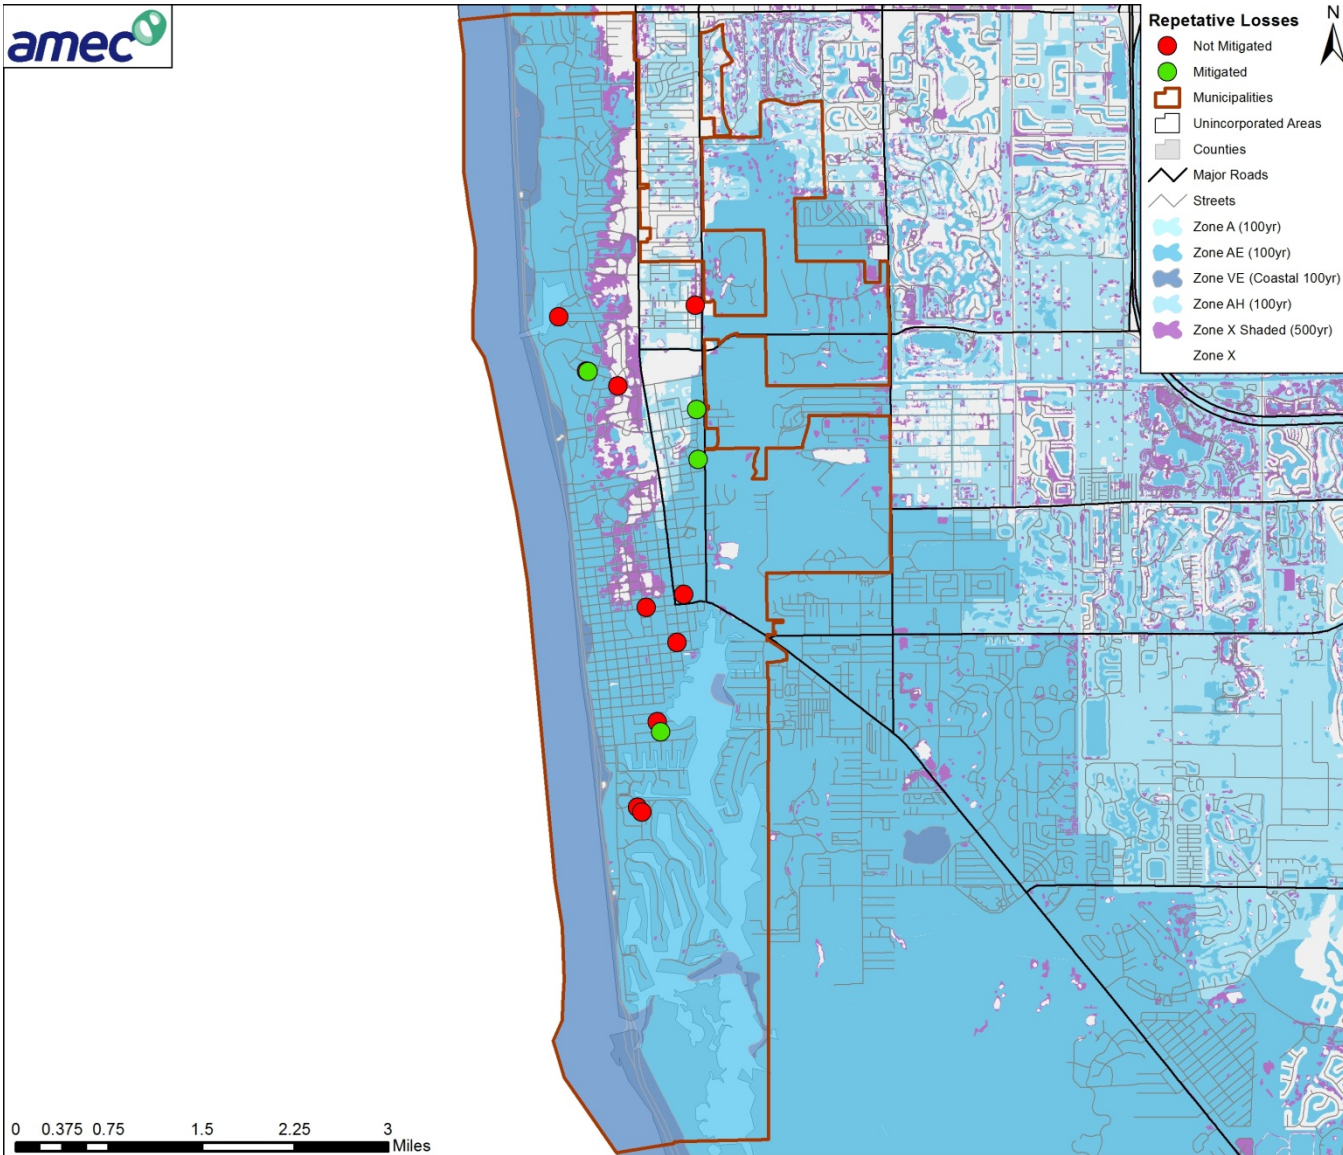 amec
Repetative Losses
N
Not Mitigated
Mitigated
Municipalities
Unincorporated Areas
Counties
Major Roads
Streets
Zone A (100yr)
Zone AE (100yr)
Zone VE (Coastal 100yr)
Zone AH (100yr)
Zone X Shaded (500yr)
Zone X
0 0.375 0.75 1.5 2.25 3
Miles